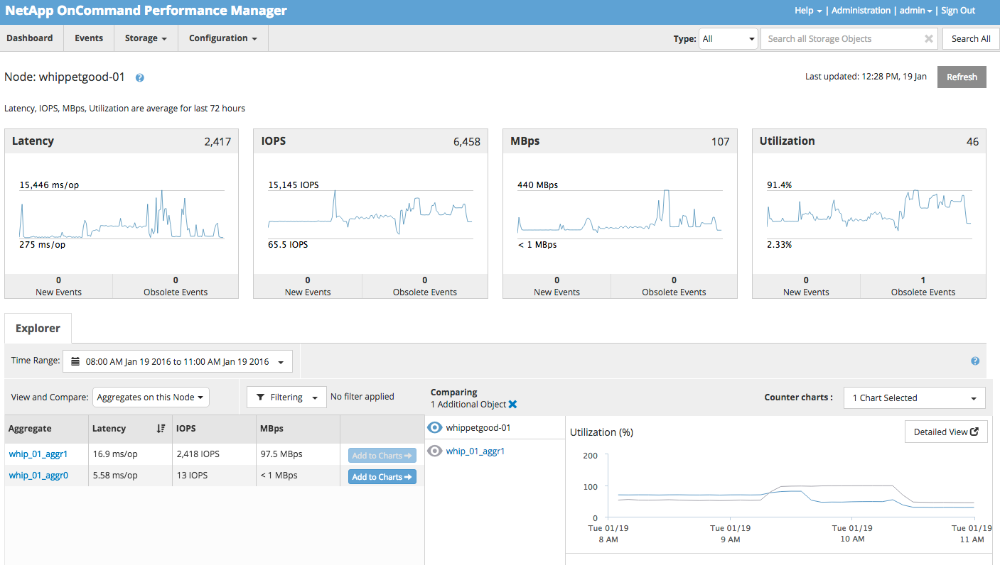 NetApp OnCommand Performance Manager
Help | Administration | admin | Sign Out
Dashboard Events Storage Configuration
Type: All Search all Storage Objects Search All
Node: whippetgood-01 ?
Last updated: 12:28 PM, 19 Jan Refresh
Latency, IOPS, MBps, Utilization are average for last 72 hours
Latency 2,417
15,446 ms/op
275 ms/op
0 0
New Events Obsolete Events
IOPS 6,458
15,145 IOPS
65.5 IOPS
0 0
New Events Obsolete Events
MBps 107
440 MBps
< 1 MBps
0 0
New Events Obsolete Events
Utilization 46
91.4%
2.33%
0 1
New Events Obsolete Events
Explorer
Time Range: 08:00 AM Jan 19 2016 to 11:00 AM Jan 19 2016 ?
View and Compare: Aggregates on this Node
Filtering No filter applied
Aggregate Latency IOPS MBps
whip_01_aggr1 16.9 ms/op 2,418 IOPS 97.5 MBps Add to Charts
whip_01_aggr0 5.58 ms/op 13 IOPS < 1 MBps Add to Charts
Comparing
1 Additional Object
whippetgood-01
whip_01_aggr1
Counter charts : 1 Chart Selected
Utilization (%) Detailed View
200
100
0
Tue 01/19 Tue 01/19 Tue 01/19 Tue 01/19
8 AM 9 AM 10 AM 11 AM